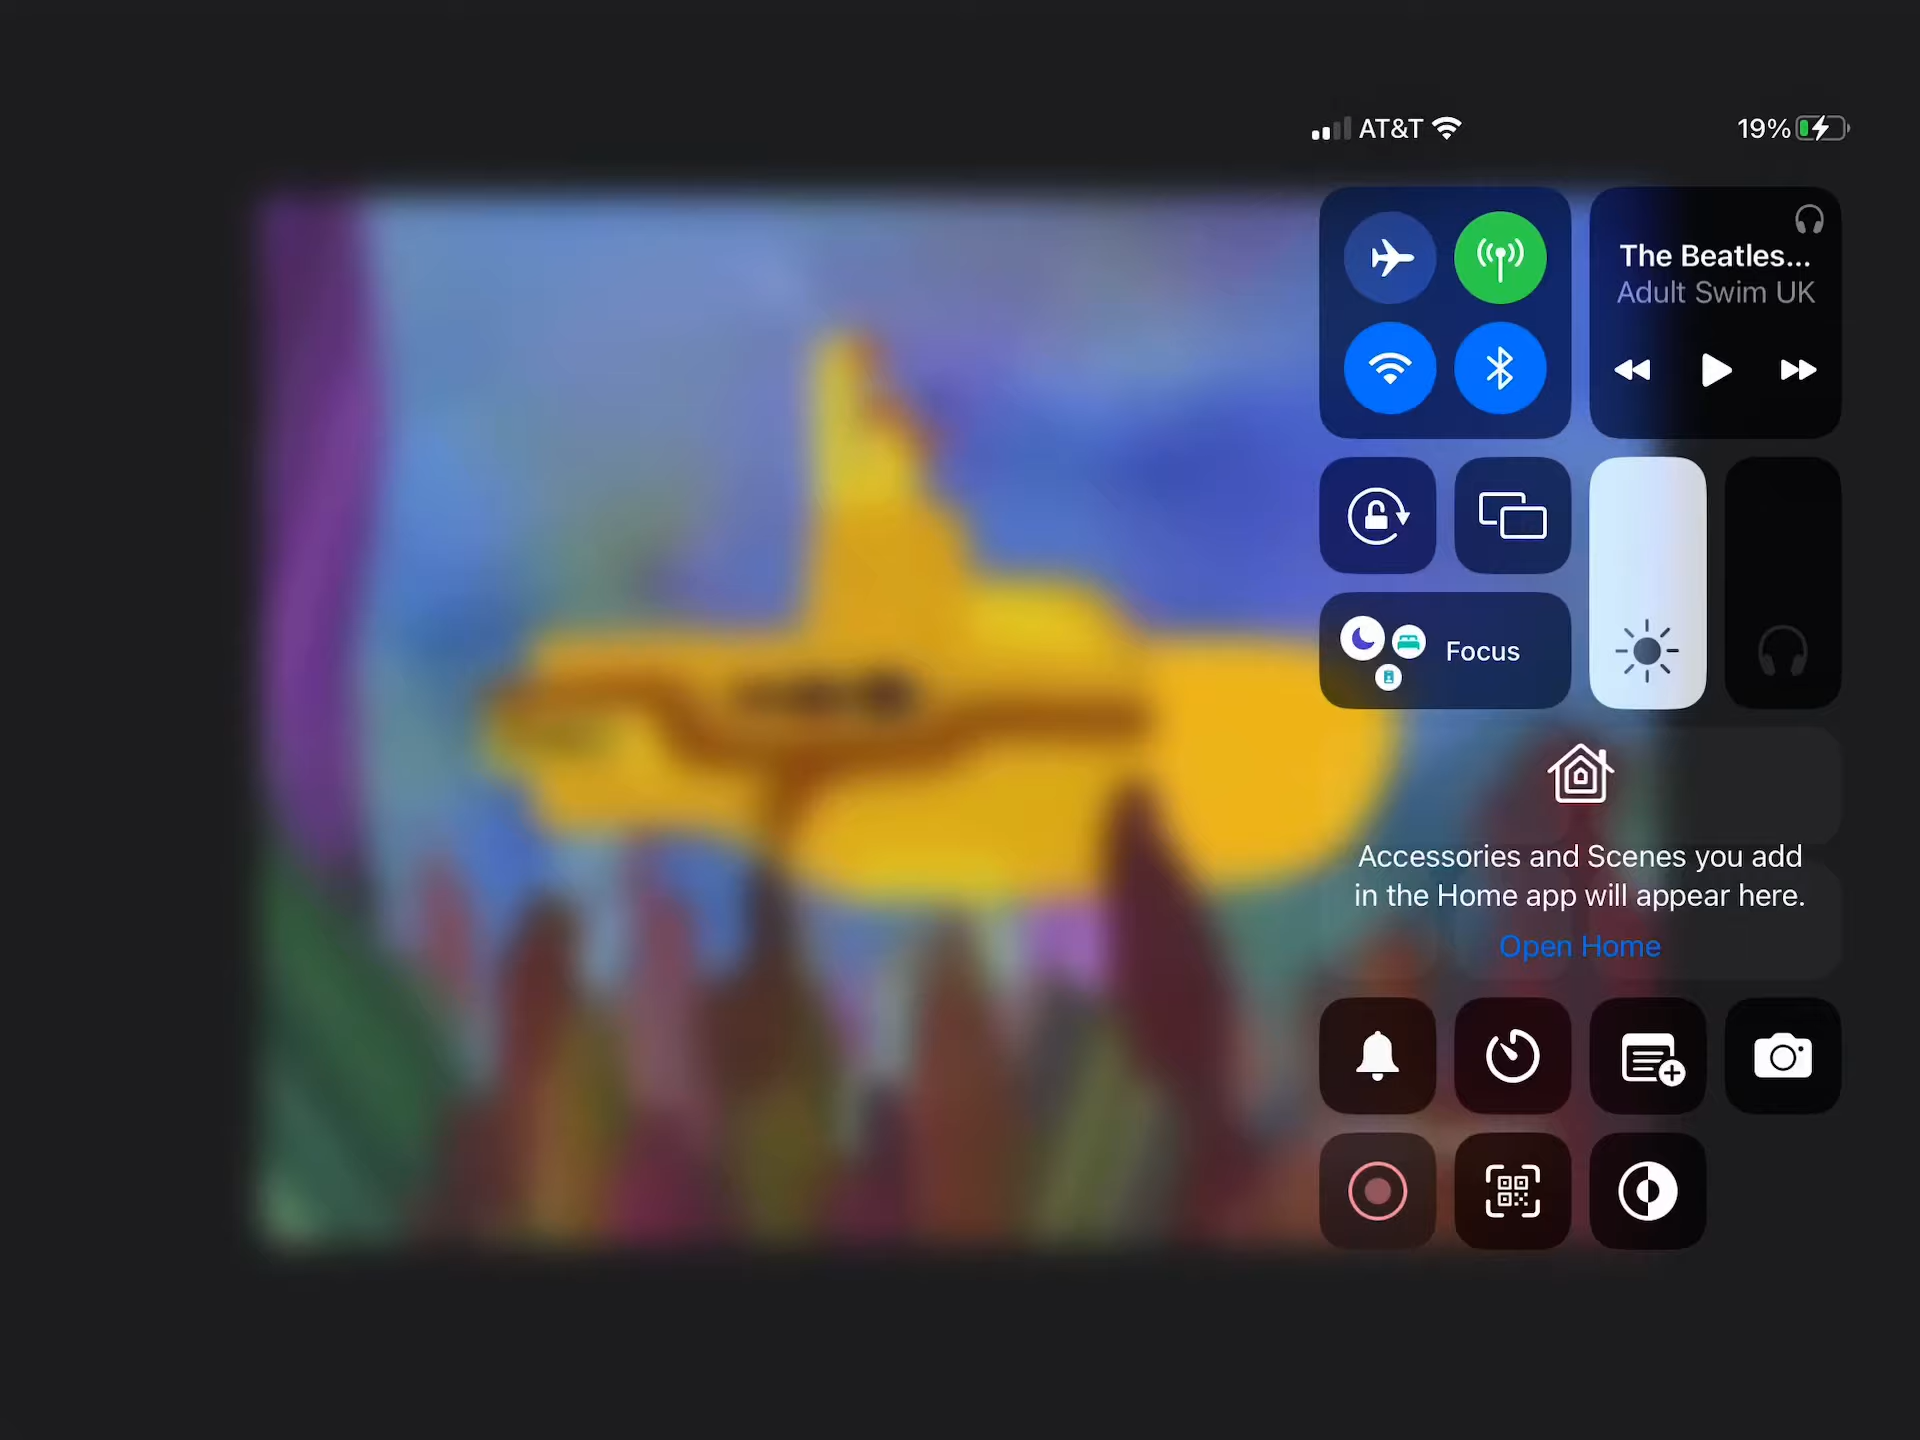 AT&T
19%
The Beatles...
Adult Swim UK
Focus
Accessories and Scenes you add
in the Home app will appear here.
Open Home